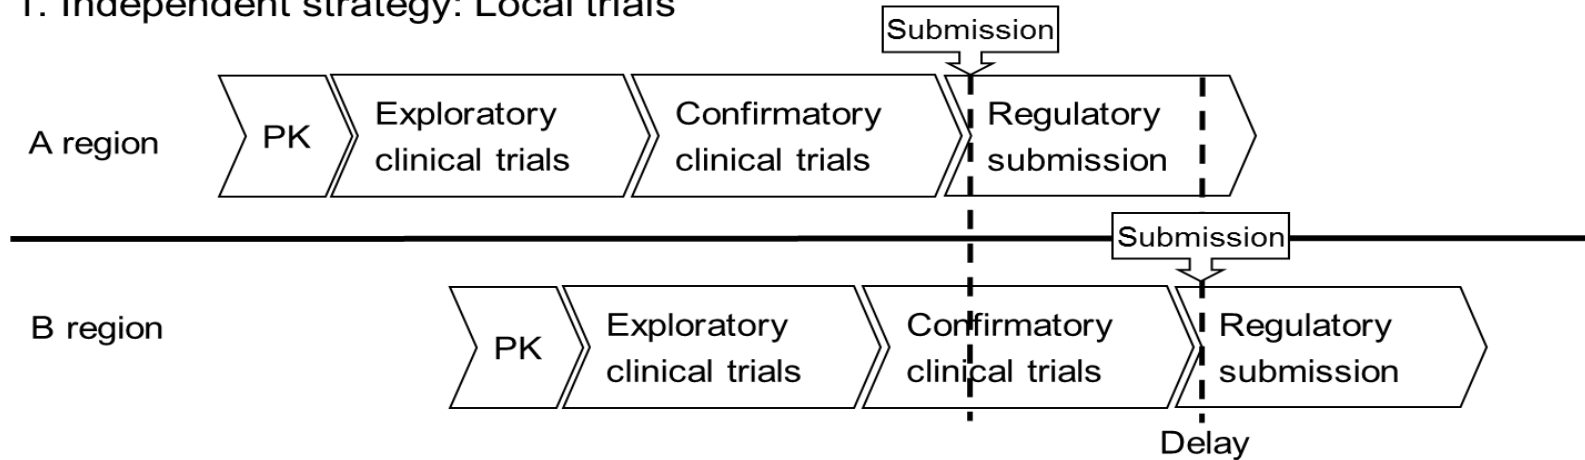 1. Independent strategy: Local trials
Submission
A region
PK
Exploratory
clinical trials
Confirmatory
clinical trials
Regulatory
submission
Submission
B region
PK
Exploratory
clinical trials
Confirmatory
clinical trials
Regulatory
submission
Delay